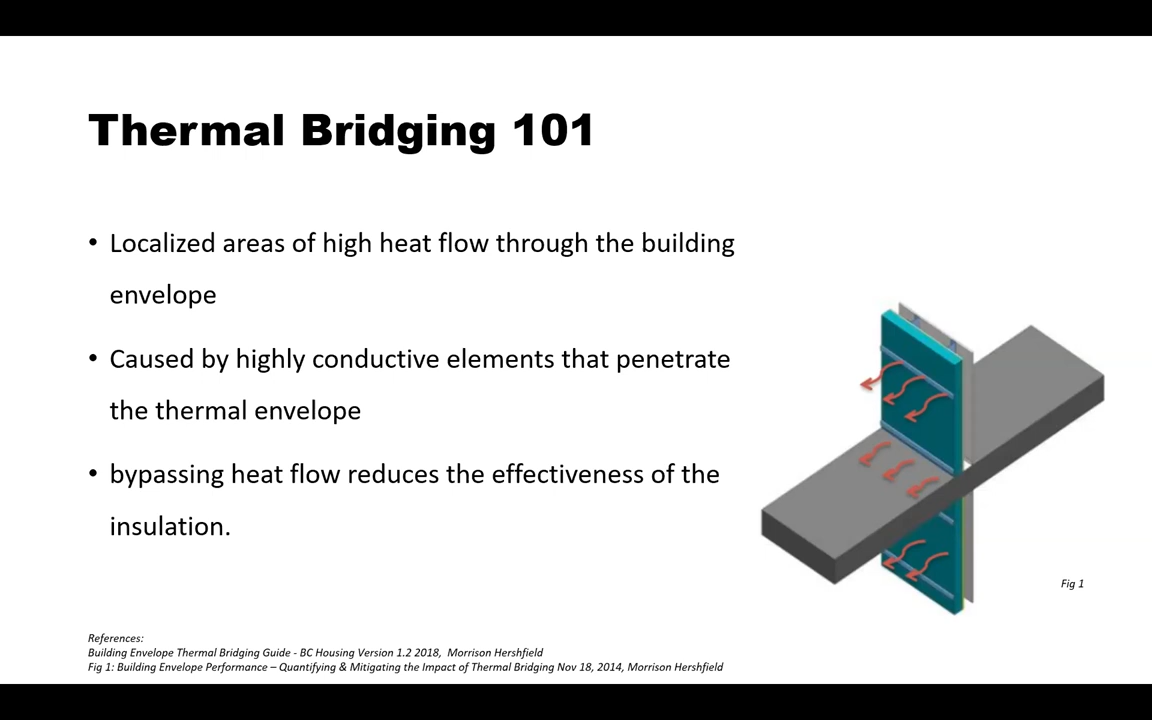 Thermal Bridging 101
• Localized areas of high heat flow through the building
envelope
• Caused by highly conductive elements that penetrate
the thermal envelope
• bypassing heat flow reduces the effectiveness of the
insulation.
Fig 1
References:
Building Envelope Thermal Bridging Guide - BC Housing Version 1.2 2018, Morrison Hershfield
Fig 1: Building Envelope Performance – Quantifying & Mitigating the Impact of Thermal Bridging Nov 18, 2014, Morrison Hershfield